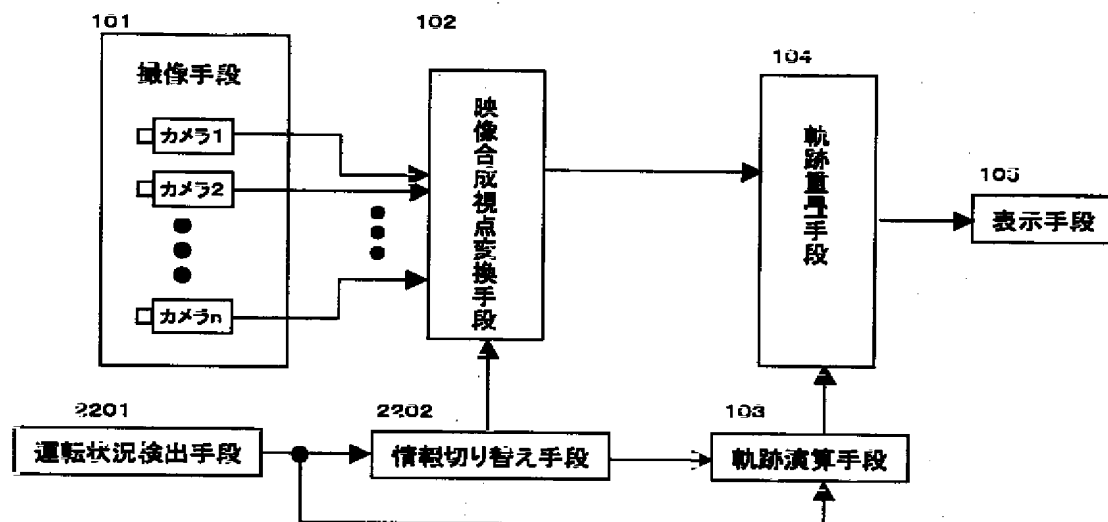 101
102
104
撮像手段
カメラ1
カメラ2
カメラn
映像合成視点変換手段
軌跡重畳手段
105
表示手段
2201
2202
103
運転状況検出手段
情報切り替え手段
軌跡演算手段